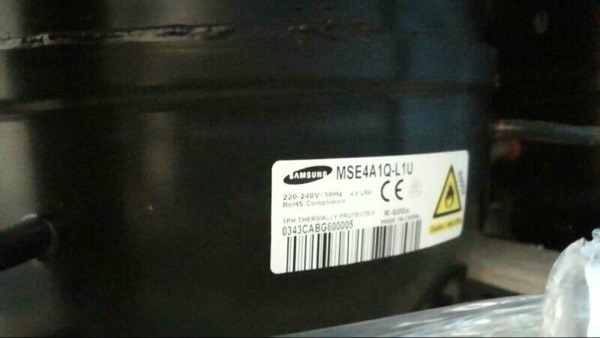 SAMSUNG MSE4A1Q-L1U
220-240V~50Hz
RoHS Compliance
CE
1PH THERMALLY PROTECTED R-600a
0343CABG600005